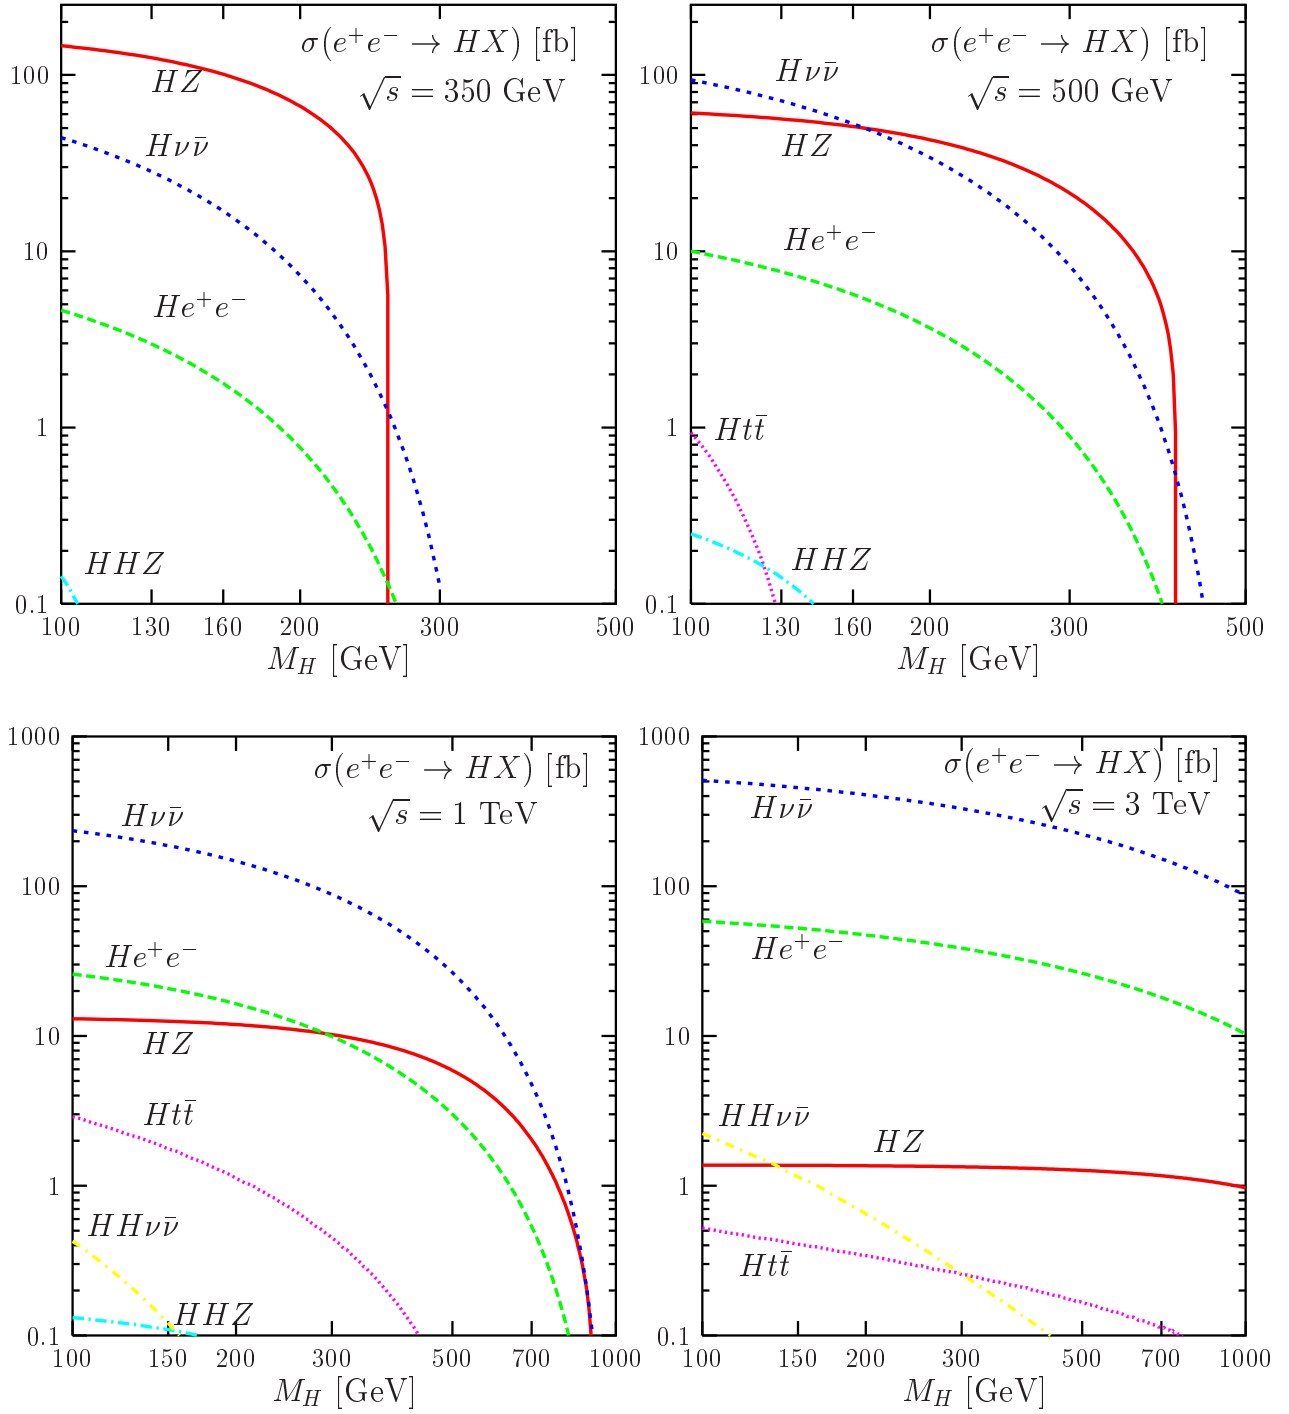 σ(e⁺e⁻ → HX) [fb]
√s = 350 GeV
HZ
Hνν̄
He⁺e⁻
HHZ
100
10
1
0.1
100 130 160 200 300 500
M_H [GeV]
σ(e⁺e⁻ → HX) [fb]
√s = 500 GeV
Hνν̄
HZ
He⁺e⁻
Htt̄
HHZ
100
10
1
0.1
100 130 160 200 300 500
M_H [GeV]
σ(e⁺e⁻ → HX) [fb]
√s = 1 TeV
Hνν̄
He⁺e⁻
HZ
Htt̄
HHνν̄
HHZ
1000
100
10
1
0.1
100 150 200 300 500 700 1000
M_H [GeV]
σ(e⁺e⁻ → HX) [fb]
√s = 3 TeV
Hνν̄
He⁺e⁻
HHνν̄
HZ
Htt̄
1000
100
10
1
0.1
100 150 200 300 500 700 1000
M_H [GeV]